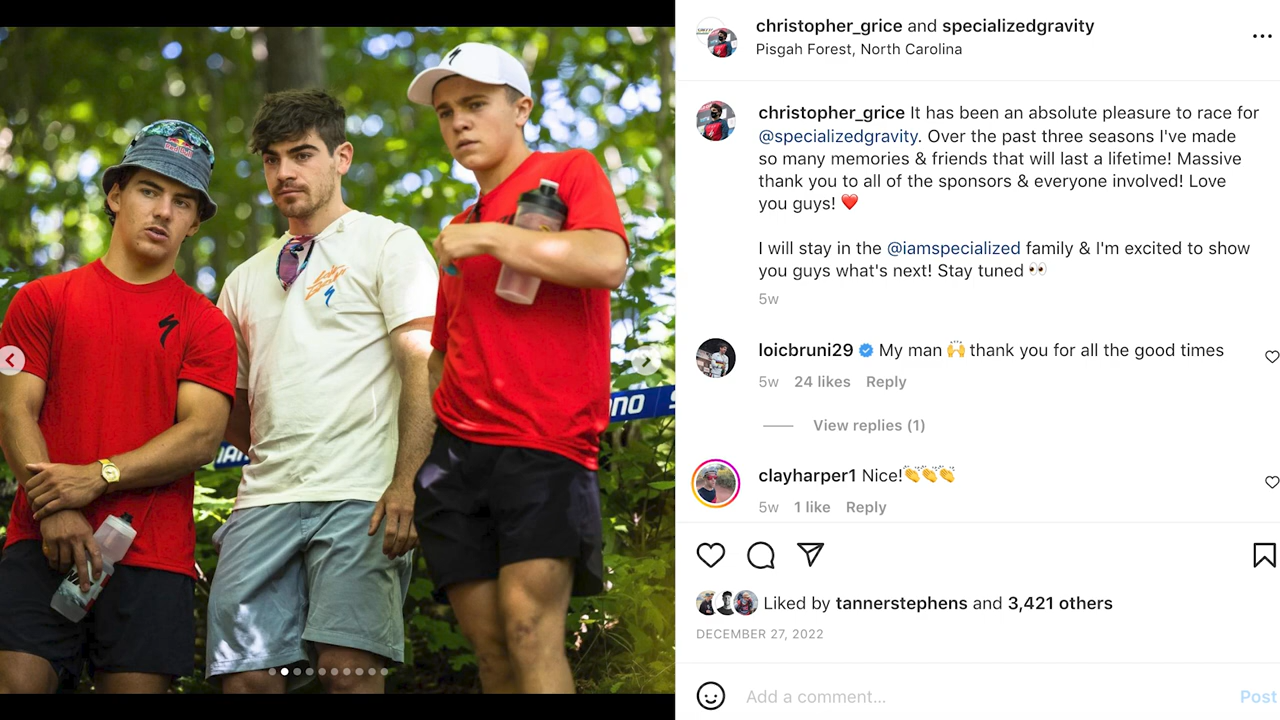 christopher_grice and specializedgravity
Pisgah Forest, North Carolina
christopher_grice It has been an absolute pleasure to race for
@specializedgravity. Over the past three seasons I've made
so many memories & friends that will last a lifetime! Massive
thank you to all of the sponsors & everyone involved! Love
you guys! ❤️
I will stay in the @iamspecialized family & I'm excited to show
you guys what's next! Stay tuned 👀
5w
loicbruni29 My man 🙌 thank you for all the good times
5w 24 likes Reply
View replies (1)
clayharper1 Nice!👏👏👏
5w 1 like Reply
Liked by tannerstephens and 3,421 others
DECEMBER 27, 2022
Add a comment...
Post
Red Bull
NO